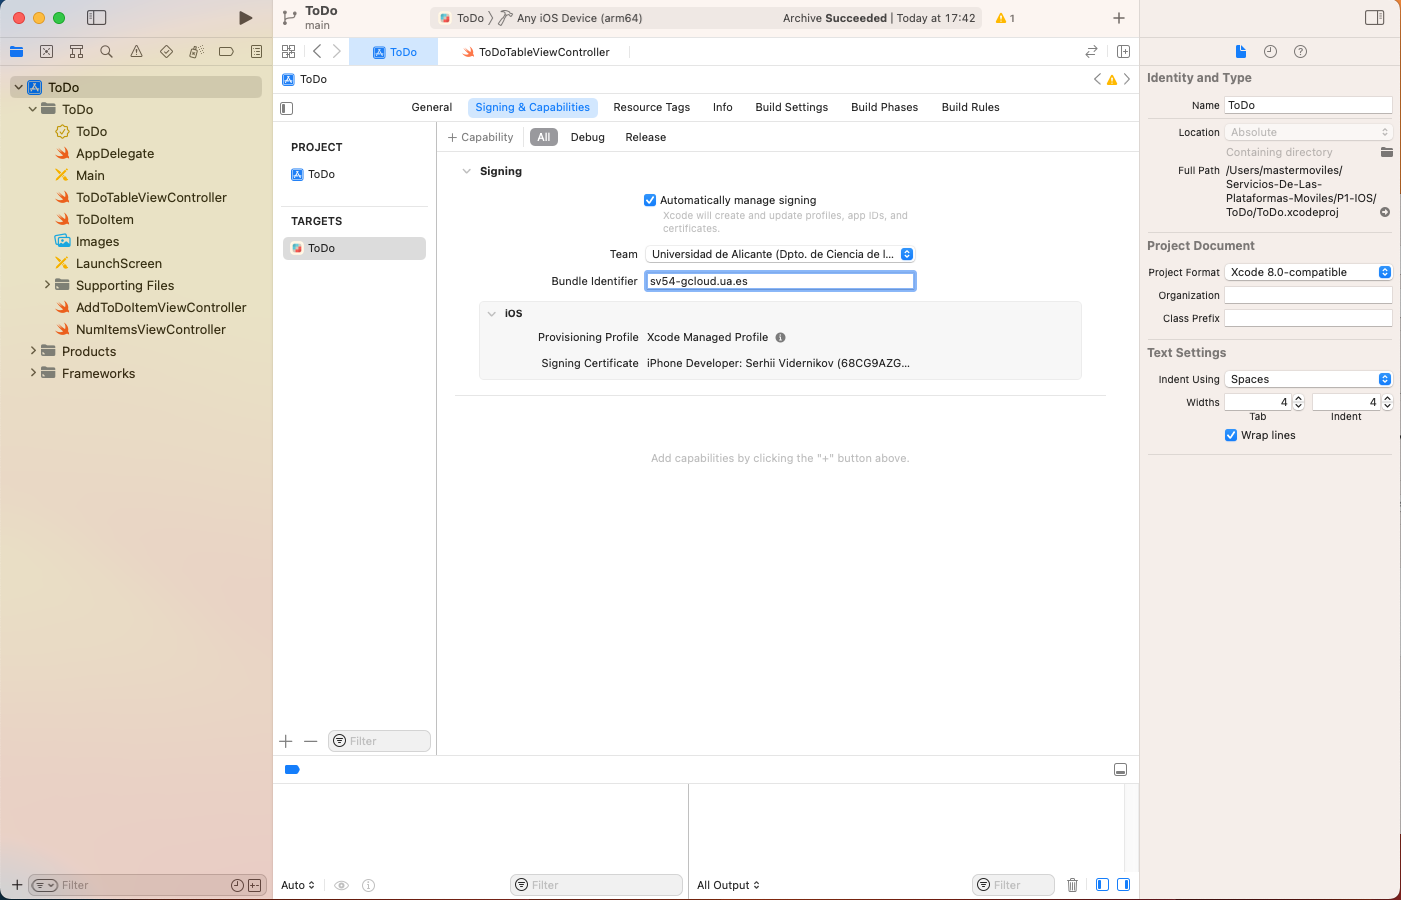 ToDo
main
ToDo
Any iOS Device (arm64)
Archive Succeeded | Today at 17:42
1
ToDo
ToDoTableViewController
ToDo
ToDo
ToDo
ToDo
AppDelegate
Main
ToDoTableViewController
ToDoItem
Images
LaunchScreen
Supporting Files
AddToDoItemViewController
NumItemsViewController
Products
Frameworks
Filter
General
Signing & Capabilities
Resource Tags
Info
Build Settings
Build Phases
Build Rules
PROJECT
ToDo
TARGETS
ToDo
Filter
+ Capability
All
Debug
Release
Signing
Automatically manage signing
Xcode will create and update profiles, app IDs, and
certificates.
Team
Universidad de Alicante (Dpto. de Ciencia de l...
Bundle Identifier
sv54-gcloud.ua.es
iOS
Provisioning Profile
Xcode Managed Profile
Signing Certificate
iPhone Developer: Serhii Vidernikov (68CG9AZG...
Add capabilities by clicking the "+" button above.
Auto
Filter
All Output
Filter
Identity and Type
Name
ToDo
Location
Absolute
Containing directory
Full Path
/Users/mastermoviles/
Servicios-De-Las-
Plataformas-Moviles/P1-IOS/
ToDo/ToDo.xcodeproj
Project Document
Project Format
Xcode 8.0-compatible
Organization
Class Prefix
Text Settings
Indent Using
Spaces
Widths
4
4
Tab
Indent
Wrap lines